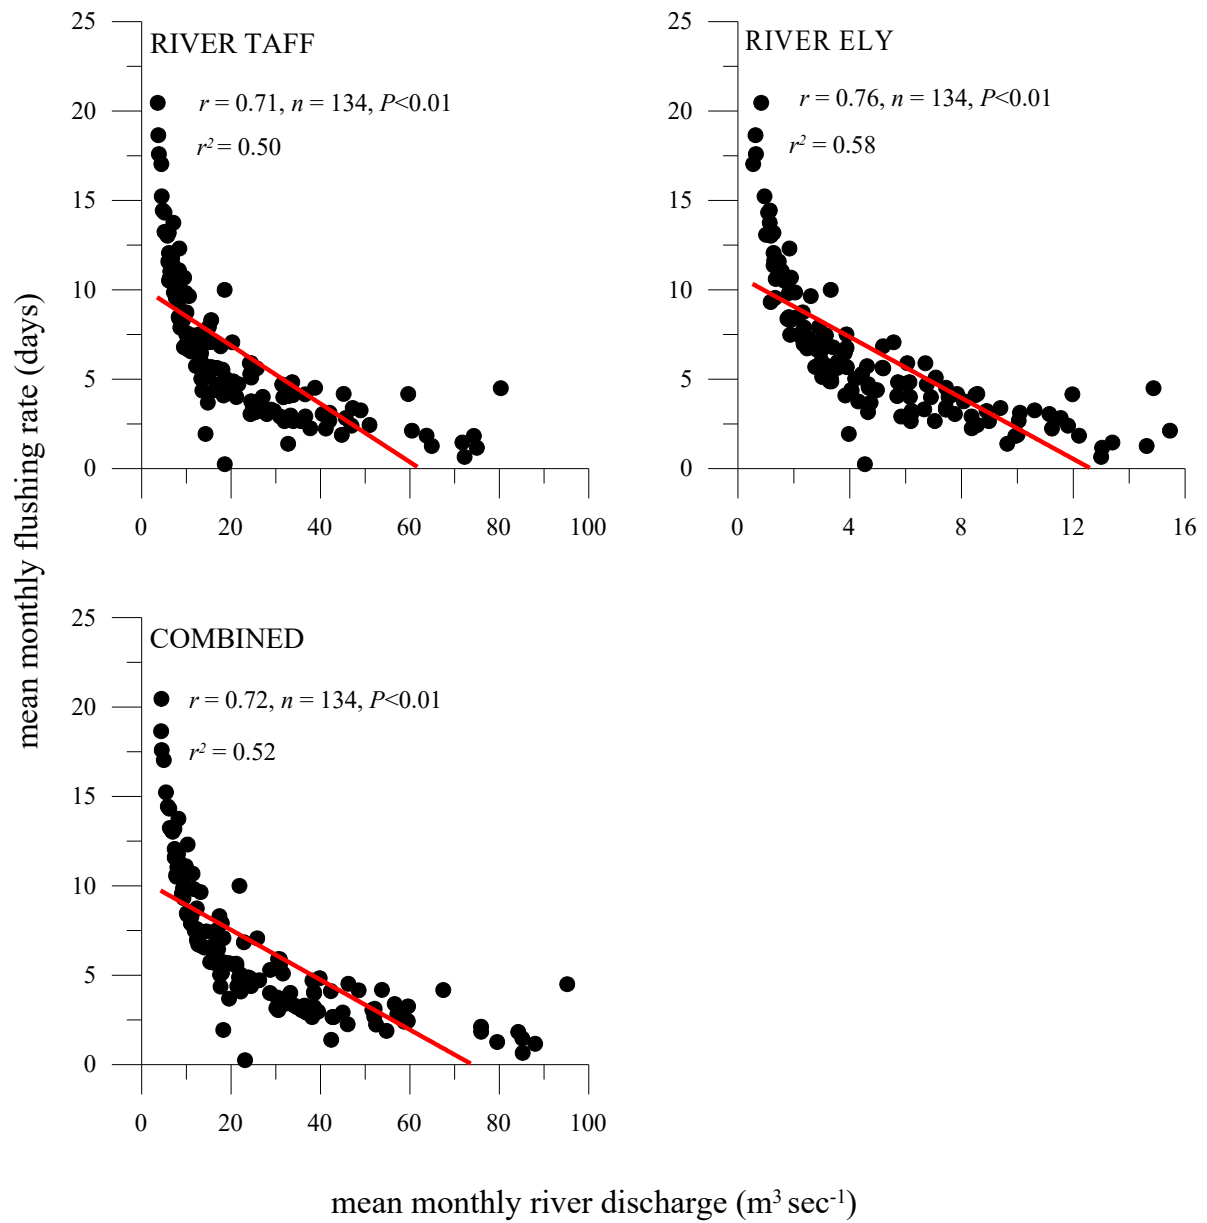 RIVER TAFF
r = 0.71, n = 134, P<0.01
r² = 0.50
25
20
15
10
5
0
0 20 40 60 80 100
RIVER ELY
r = 0.76, n = 134, P<0.01
r² = 0.58
25
20
15
10
5
0
0 4 8 12 16
COMBINED
r = 0.72, n = 134, P<0.01
r² = 0.52
25
20
15
10
5
0
0 20 40 60 80 100
mean monthly flushing rate (days)
mean monthly river discharge (m³ sec⁻¹)